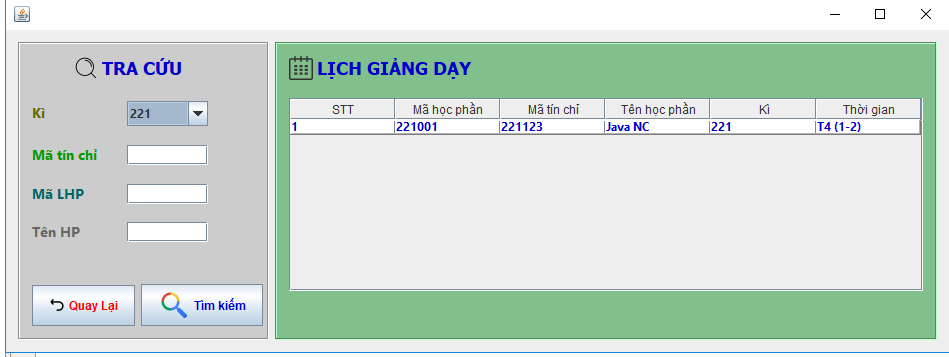 TRA CỨU
Kì
221
Mã tín chỉ
Mã LHP
Tên HP
Quay Lại
Tìm kiếm
LỊCH GIẢNG DẠY
STT Mã học phần Mã tín chỉ Tên học phần Kì Thời gian
1 221001 221123 Java NC 221 T4 (1-2)